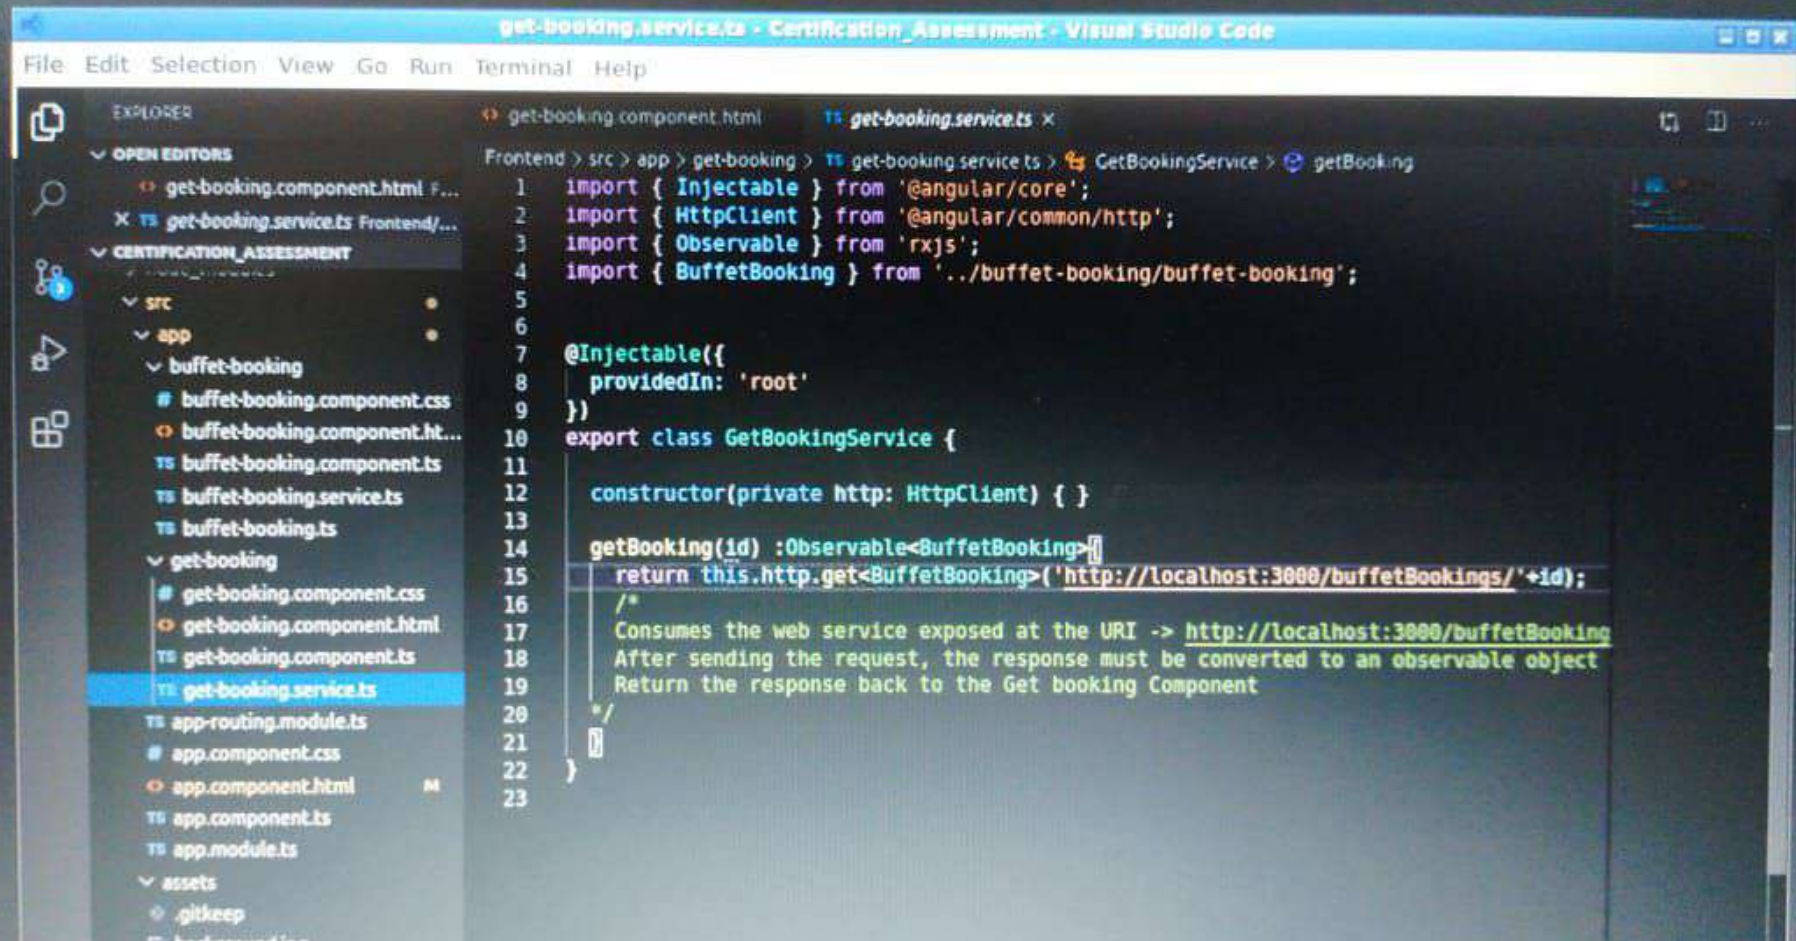 get-booking.service.ts - Certification_Assessment - Visual Studio Code
File Edit Selection View Go Run Terminal Help
EXPLORER
OPEN EDITORS
get-booking.component.html F...
get-booking.service.ts Frontend/...
CERTIFICATION_ASSESSMENT
src
app
buffet-booking
buffet-booking.component.css
buffet-booking.component.ht...
buffet-booking.component.ts
buffet-booking.service.ts
buffet-booking.ts
get-booking
get-booking.component.css
get-booking.component.html
get-booking.component.ts
get-booking.service.ts
app-routing.module.ts
app.component.css
app.component.html M
app.component.ts
app.module.ts
assets
.gitkeep
get-booking.component.html TS get-booking.service.ts ×
Frontend > src > app > get-booking > TS get-booking.service.ts > GetBookingService > getBooking
1 import { Injectable } from '@angular/core';
2 import { HttpClient } from '@angular/common/http';
3 import { Observable } from 'rxjs';
4 import { BuffetBooking } from '../buffet-booking/buffet-booking';
5
6
7 @Injectable({
8 providedIn: 'root'
9 })
10 export class GetBookingService {
11
12 constructor(private http: HttpClient) { }
13
14 getBooking(id) :Observable<BuffetBooking>{
15 return this.http.get<BuffetBooking>('http://localhost:3000/buffetBookings/'+id);
16 /*
17 Consumes the web service exposed at the URI -> http://localhost:3000/buffetBooking
18 After sending the request, the response must be converted to an observable object
19 Return the response back to the Get booking Component
20 */
21 }
22 }
23